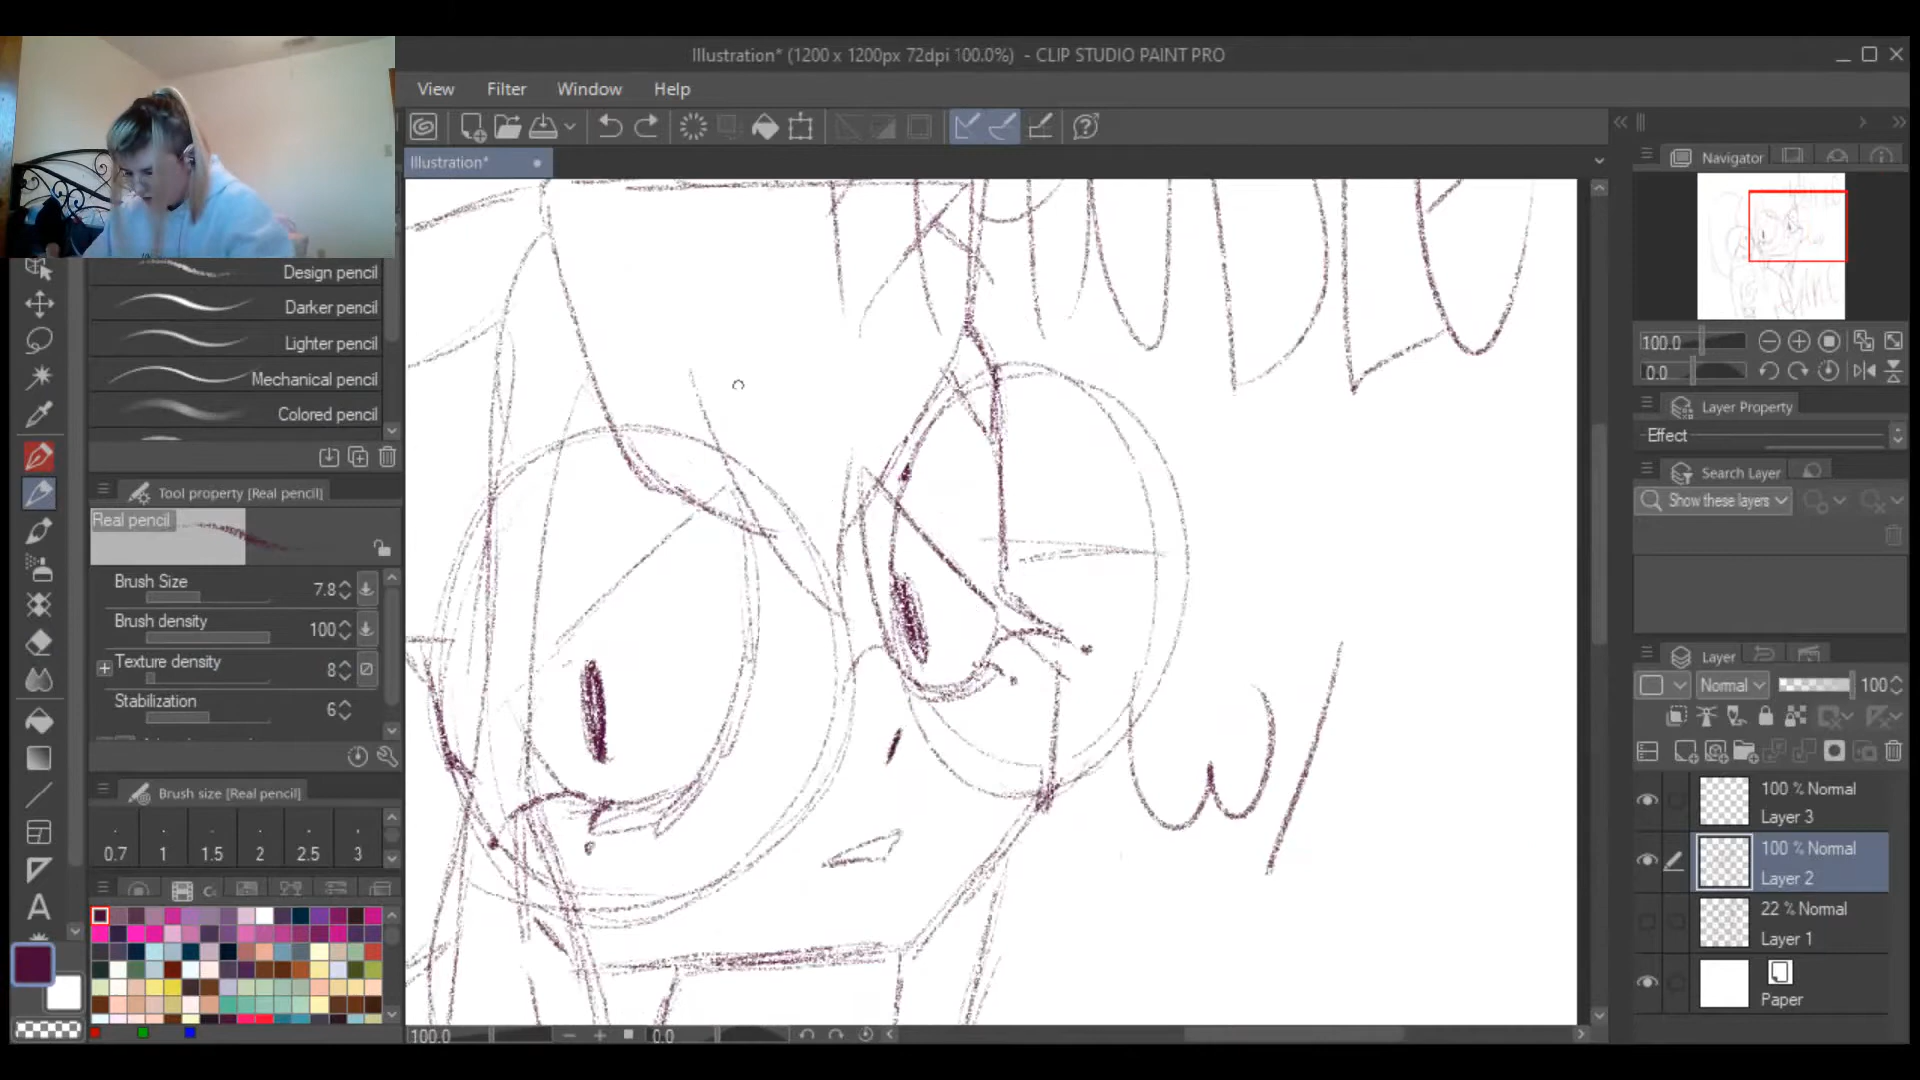 Illustration* (1200 x 1200px 72dpi 100.0%) - CLIP STUDIO PAINT PRO
View Filter Window Help
Illustration*
Navigator
Design pencil
Darker pencil
Lighter pencil
Mechanical pencil
Colored pencil
100.0
0.0
Layer Property
Effect
Search Layer
Show these layers
Tool property [Real pencil]
Real pencil
Brush Size 7.8
Brush density 100
Texture density 8
Stabilization 6
Brush size [Real pencil]
0.7 1 1.5 2 2.5 3
w/
Layer
Normal 100
100 % Normal
Layer 3
100 % Normal
Layer 2
22 % Normal
Layer 1
Paper
100.0 0.0